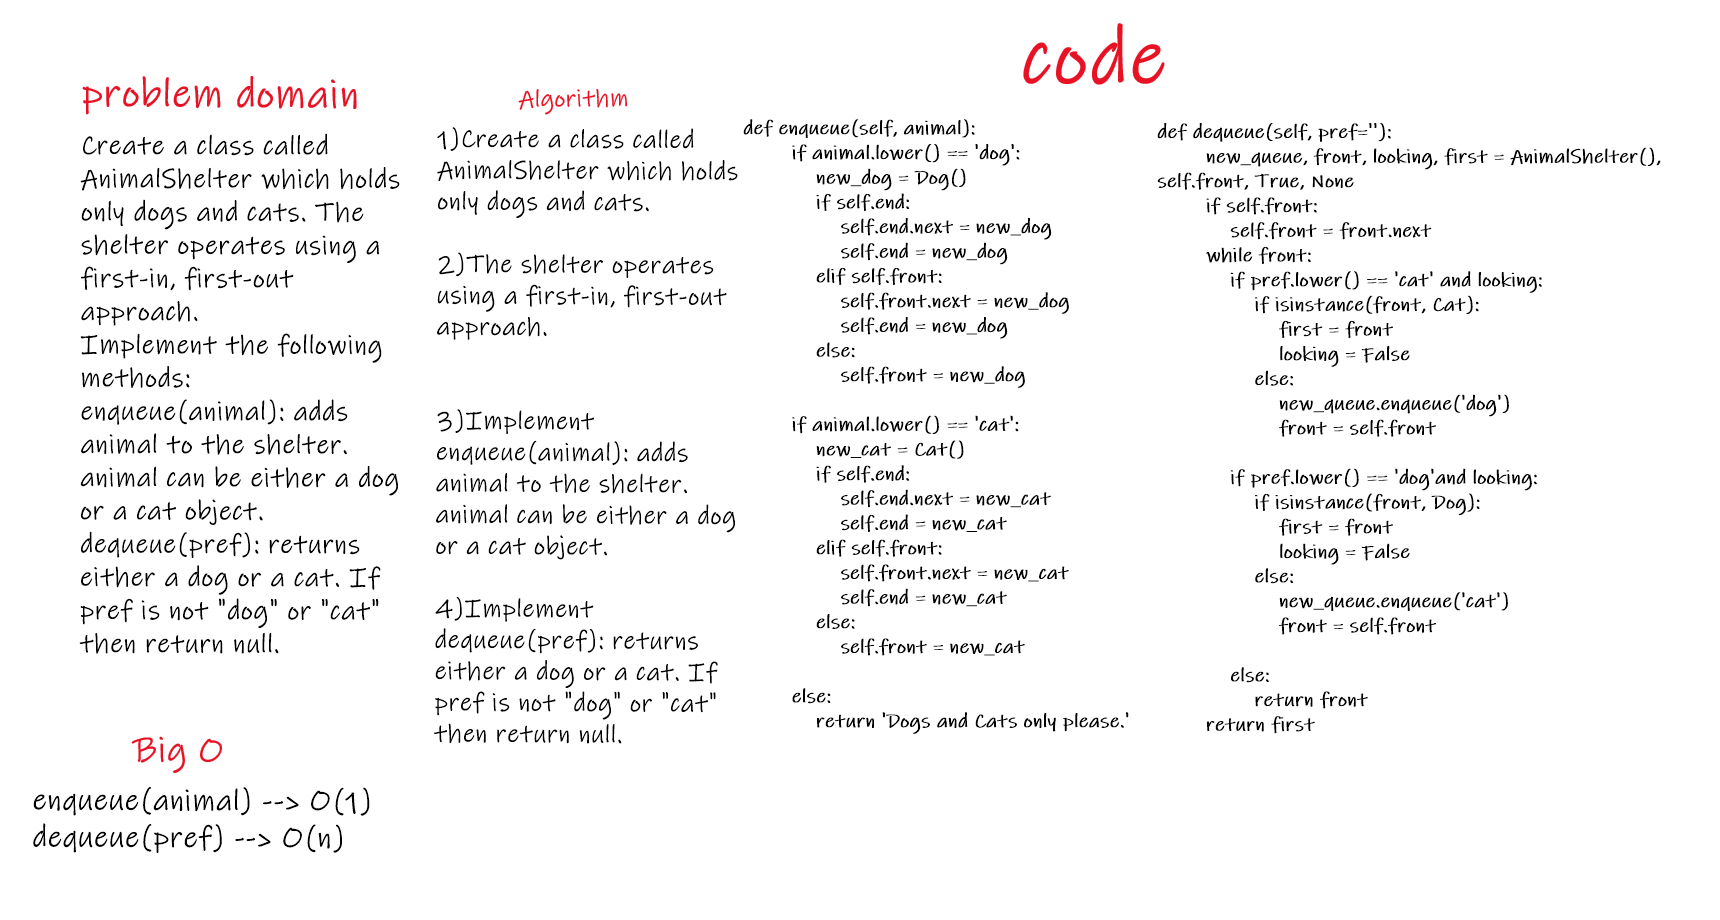 problem domain
Create a class called
AnimalShelter which holds
only dogs and cats. The
shelter operates using a
first-in, first-out
approach.
Implement the following
methods:
enqueue(animal): adds
animal to the shelter.
animal can be either a dog
or a cat object.
dequeue(pref): returns
either a dog or a cat. If
pref is not "dog" or "cat"
then return null.
Big O
enqueue(animal) --> O(1)
dequeue(pref) --> O(n)
Algorithm
1)Create a class called
AnimalShelter which holds
only dogs and cats.
2)The shelter operates
using a first-in, first-out
approach.
3)Implement
enqueue(animal): adds
animal to the shelter.
animal can be either a dog
or a cat object.
4)Implement
dequeue(pref): returns
either a dog or a cat. If
pref is not "dog" or "cat"
then return null.
code
def enqueue(self, animal):
if animal.lower() == 'dog':
new_dog = Dog()
if self.end:
self.end.next = new_dog
self.end = new_dog
elif self.front:
self.front.next = new_dog
self.end = new_dog
else:
self.front = new_dog
if animal.lower() == 'cat':
new_cat = Cat()
if self.end:
self.end.next = new_cat
self.end = new_cat
elif self.front:
self.front.next = new_cat
self.end = new_cat
else:
self.front = new_cat
else:
return 'Dogs and Cats only please.'
def dequeue(self, pref=''):
new_queue, front, looking, first = AnimalShelter(),
self.front, True, None
if self.front:
self.front = front.next
while front:
if pref.lower() == 'cat' and looking:
if isinstance(front, Cat):
first = front
looking = False
else:
new_queue.enqueue('dog')
front = self.front
if pref.lower() == 'dog'and looking:
if isinstance(front, Dog):
first = front
looking = False
else:
new_queue.enqueue('cat')
front = self.front
else:
return front
return first